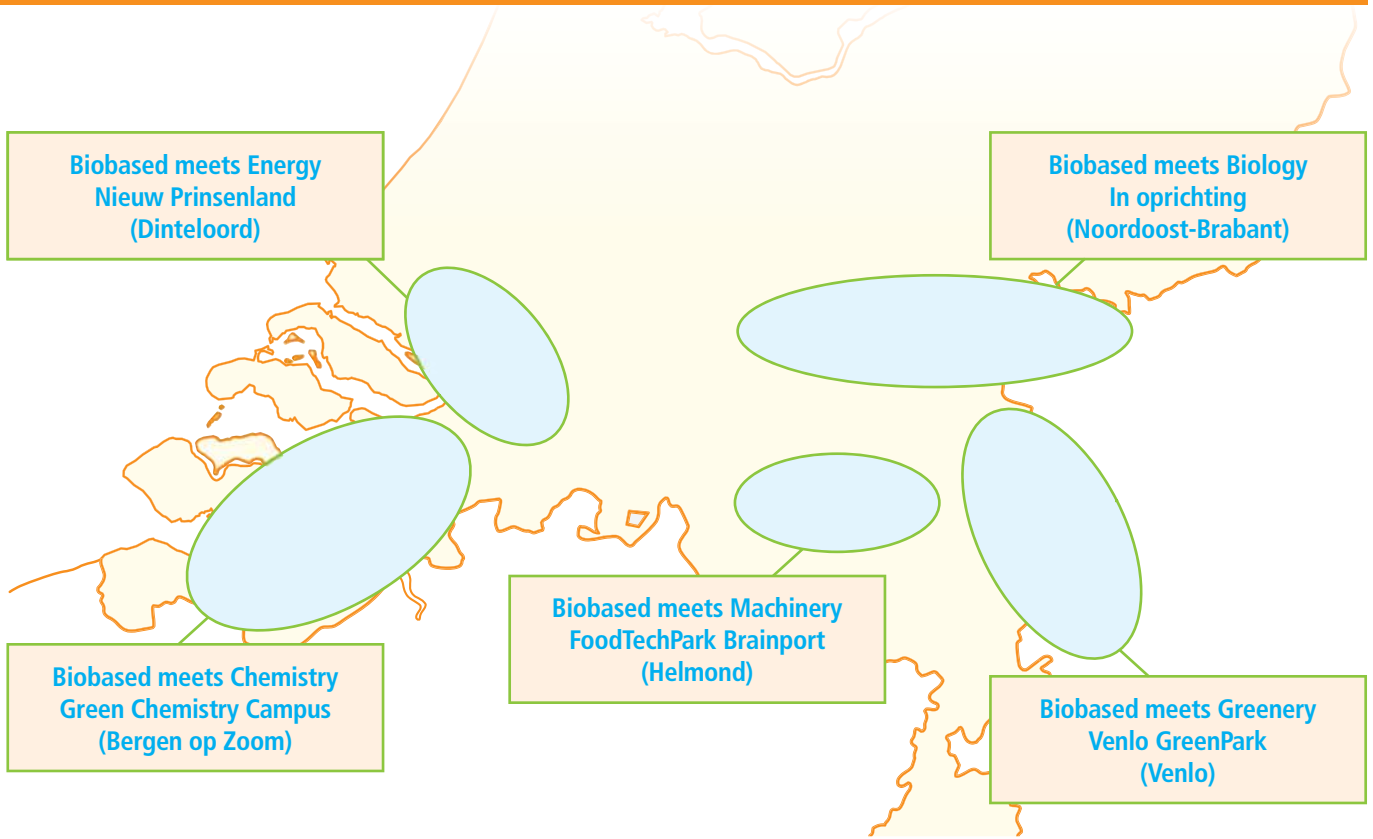 Biobased meets Energy
Nieuw Prinsenland
(Dinteloord)
Biobased meets Biology
In oprichting
(Noordoost-Brabant)
Biobased meets Machinery
FoodTechPark Brainport
(Helmond)
Biobased meets Chemistry
Green Chemistry Campus
(Bergen op Zoom)
Biobased meets Greenery
Venlo GreenPark
(Venlo)